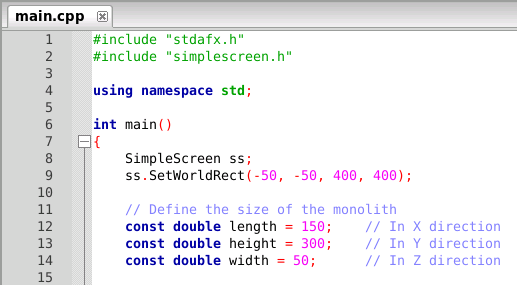 main.cpp
1 #include "stdafx.h"
2 #include "simplescreen.h"
3
4 using namespace std;
5
6 int main()
7 {
8     SimpleScreen ss;
9     ss.SetWorldRect(-50, -50, 400, 400);
10
11     // Define the size of the monolith
12     const double length = 150;    // In X direction
13     const double height = 300;    // In Y direction
14     const double width = 50;      // In Z direction
15